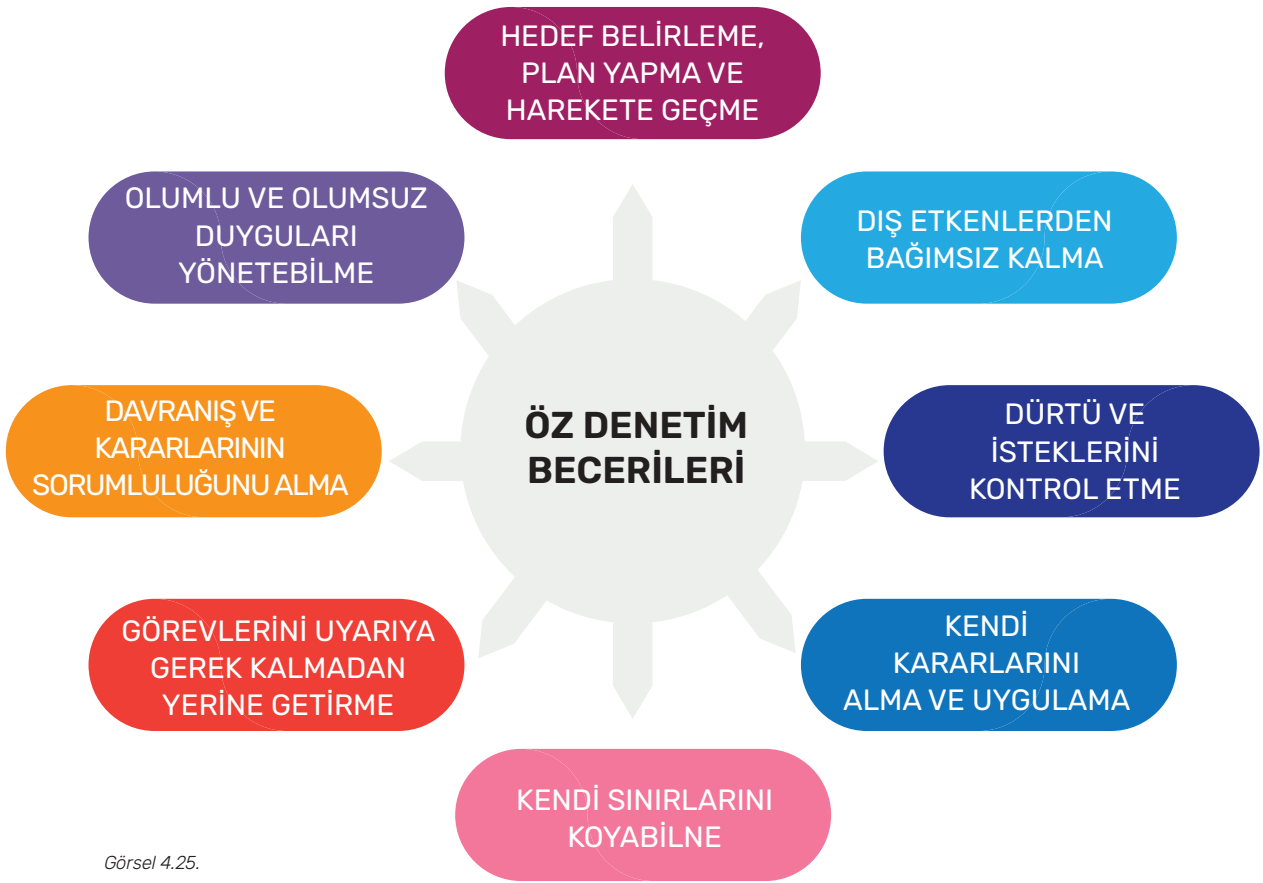 HEDEF BELİRLEME,
PLAN YAPMA VE
HAREKETE GEÇME
OLUMLU VE OLUMSUZ
DUYGULARI
YÖNETEBİLME
DIŞ ETKENLERDEN
BAĞIMSIZ KALMA
DAVRANIŞ VE
KARARLARININ
SORUMLULUĞUNU ALMA
ÖZ DENETİM
BECERİLERİ
DÜRTÜ VE
İSTEKLERİNİ
KONTROL ETME
GÖREVLERİNİ UYARIYA
GEREK KALMADAN
YERİNE GETİRME
KENDİ
KARARLARINI
ALMA VE UYGULAMA
KENDİ SINIRLARINI
KOYABİLNE
Görsel 4.25.